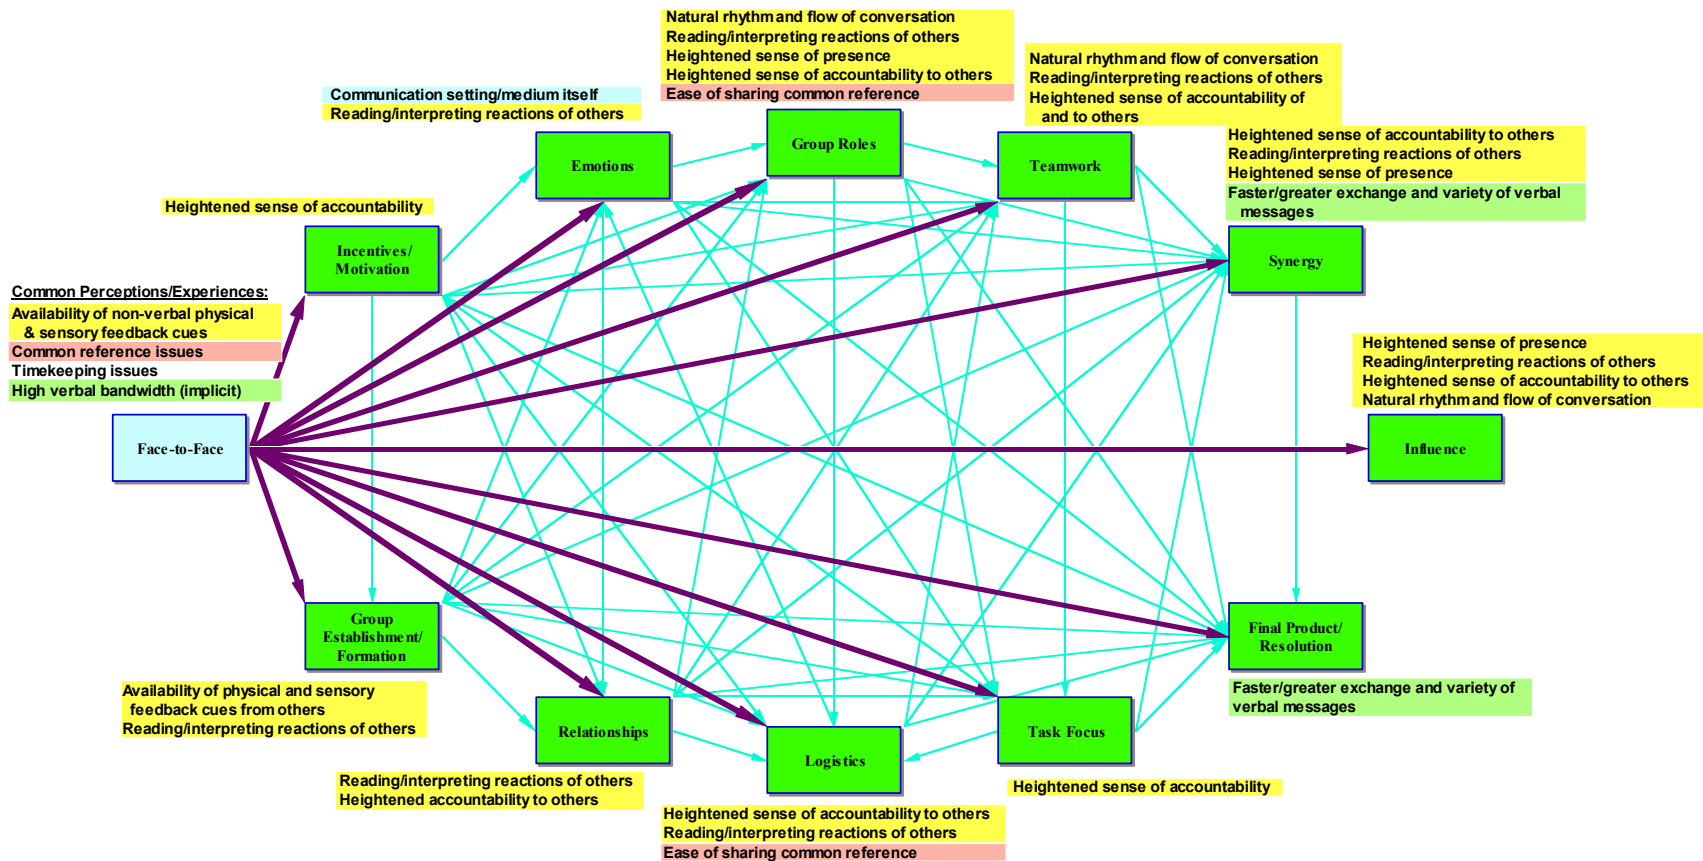 Natural rhythm and flow of conversation
Reading/interpreting reactions of others
Heightened sense of presence
Heightened sense of accountability to others
Ease of sharing common reference
Natural rhythm and flow of conversation
Reading/interpreting reactions of others
Heightened sense of accountability of
and to others
Communication setting/medium itself
Reading/interpreting reactions of others
Group Roles
Emotions
Teamwork
Heightened sense of accountability to others
Reading/interpreting reactions of others
Heightened sense of presence
Faster/greater exchange and variety of verbal
messages
Heightened sense of accountability
Incentives/
Motivation
Synergy
Common Perceptions/Experiences:
Availability of non-verbal physical
& sensory feedback cues
Common reference issues
Timekeeping issues
High verbal bandwidth (implicit)
Heightened sense of presence
Reading/interpreting reactions of others
Heightened sense of accountability to others
Natural rhythm and flow of conversation
Face-to-Face
Influence
Group
Establishment/
Formation
Final Product/
Resolution
Availability of physical and sensory
feedback cues from others
Reading/interpreting reactions of others
Faster/greater exchange and variety of
verbal messages
Relationships
Logistics
Task Focus
Reading/interpreting reactions of others
Heightened accountability to others
Heightened sense of accountability
Heightened sense of accountability to others
Reading/interpreting reactions of others
Ease of sharing common reference